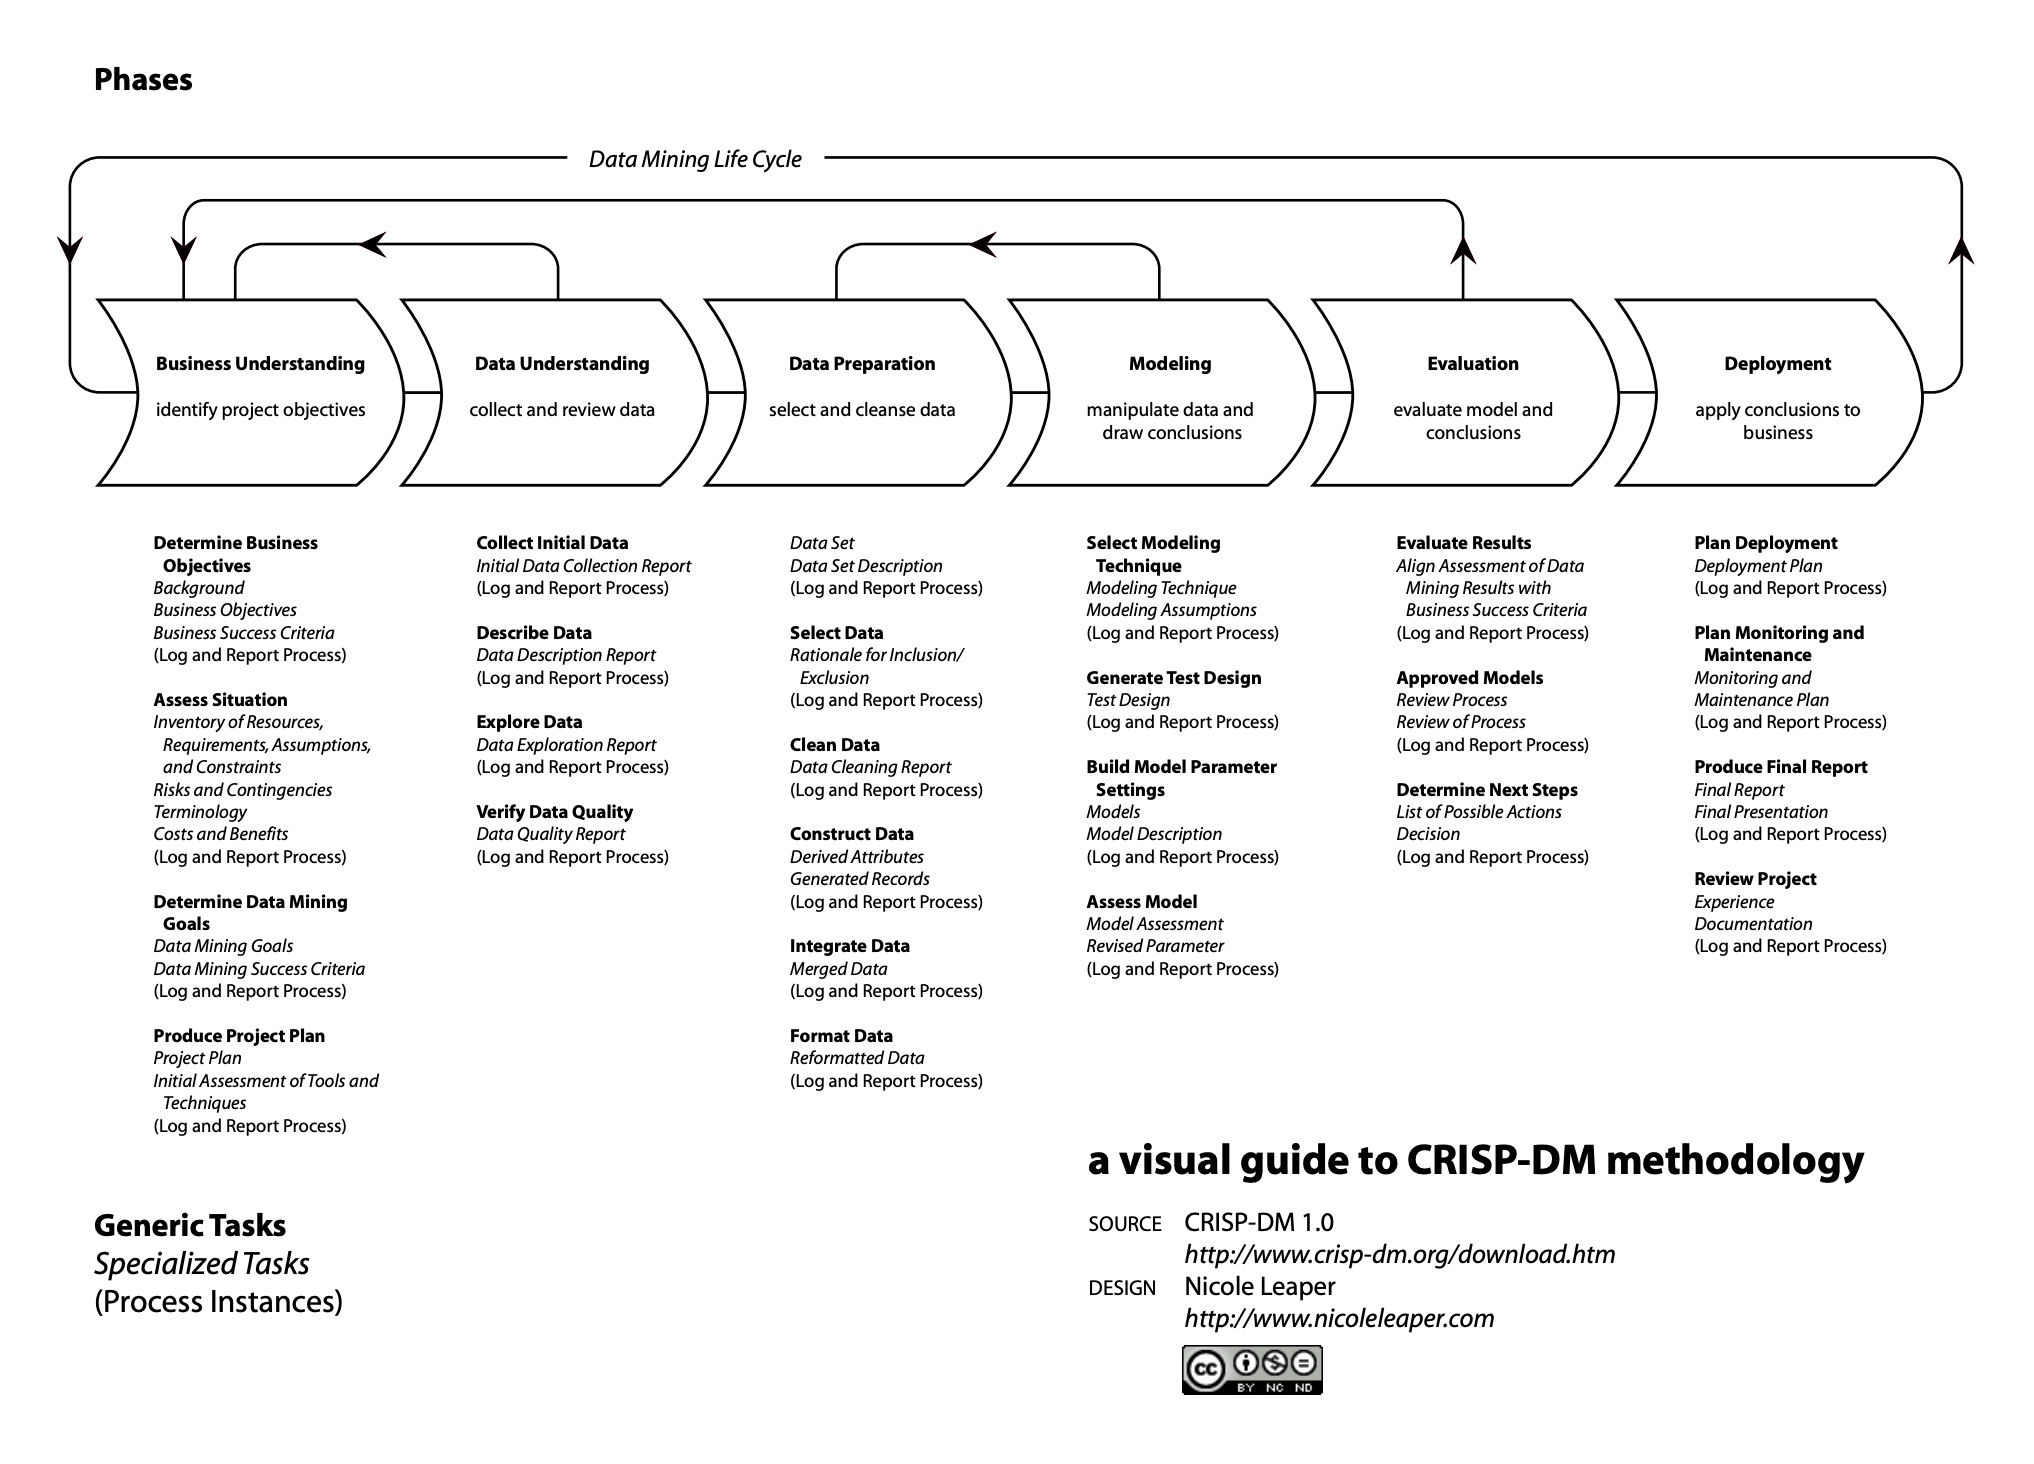 Phases
Data Mining Life Cycle
Business Understanding
identify project objectives
Data Understanding
collect and review data
Data Preparation
select and cleanse data
Modeling
manipulate data and
draw conclusions
Evaluation
evaluate model and
conclusions
Deployment
apply conclusions to
business
Determine Business
Objectives
Background
Business Objectives
Business Success Criteria
(Log and Report Process)
Assess Situation
Inventory of Resources,
Requirements, Assumptions,
and Constraints
Risks and Contingencies
Terminology
Costs and Benefits
(Log and Report Process)
Determine Data Mining
Goals
Data Mining Goals
Data Mining Success Criteria
(Log and Report Process)
Produce Project Plan
Project Plan
Initial Assessment of Tools and
Techniques
(Log and Report Process)
Collect Initial Data
Initial Data Collection Report
(Log and Report Process)
Describe Data
Data Description Report
(Log and Report Process)
Explore Data
Data Exploration Report
(Log and Report Process)
Verify Data Quality
Data Quality Report
(Log and Report Process)
Data Set
Data Set Description
(Log and Report Process)
Select Data
Rationale for Inclusion/
Exclusion
(Log and Report Process)
Clean Data
Data Cleaning Report
(Log and Report Process)
Construct Data
Derived Attributes
Generated Records
(Log and Report Process)
Integrate Data
Merged Data
(Log and Report Process)
Format Data
Reformatted Data
(Log and Report Process)
Select Modeling
Technique
Modeling Technique
Modeling Assumptions
(Log and Report Process)
Generate Test Design
Test Design
(Log and Report Process)
Build Model Parameter
Settings
Models
Model Description
(Log and Report Process)
Assess Model
Model Assessment
Revised Parameter
(Log and Report Process)
Evaluate Results
Align Assessment of Data
Mining Results with
Business Success Criteria
(Log and Report Process)
Approved Models
Review Process
Review of Process
(Log and Report Process)
Determine Next Steps
List of Possible Actions
Decision
(Log and Report Process)
Plan Deployment
Deployment Plan
(Log and Report Process)
Plan Monitoring and
Maintenance
Monitoring and
Maintenance Plan
(Log and Report Process)
Produce Final Report
Final Report
Final Presentation
(Log and Report Process)
Review Project
Experience
Documentation
(Log and Report Process)
Generic Tasks
Specialized Tasks
(Process Instances)
a visual guide to CRISP-DM methodology
SOURCE CRISP-DM 1.0
http://www.crisp-dm.org/download.htm
DESIGN Nicole Leaper
http://www.nicoleleaper.com
cc
BY NC ND